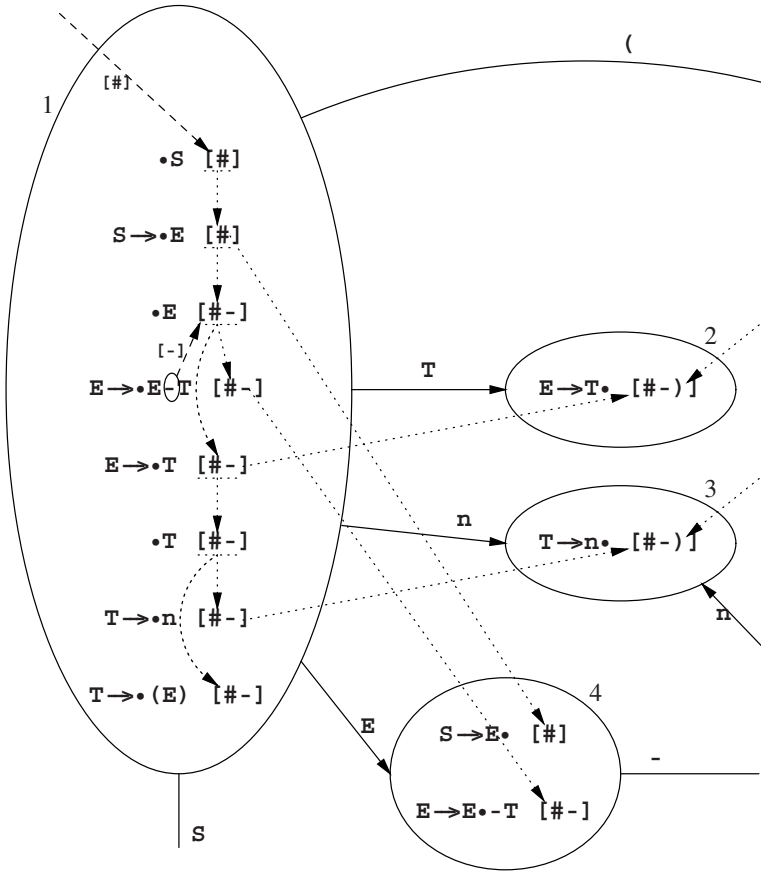 (
[#]
1
•S [#]
S→•E [#]
•E [#-]
[-]
2
T
E→•E-T [#-]
E→T• [#-)]
E→•T [#-]
3
n
•T [#-]
T→n• [#-)]
T→•n [#-]
n
T→•(E) [#-]
4
E
S→E• [#]
-
E→E•-T [#-]
S